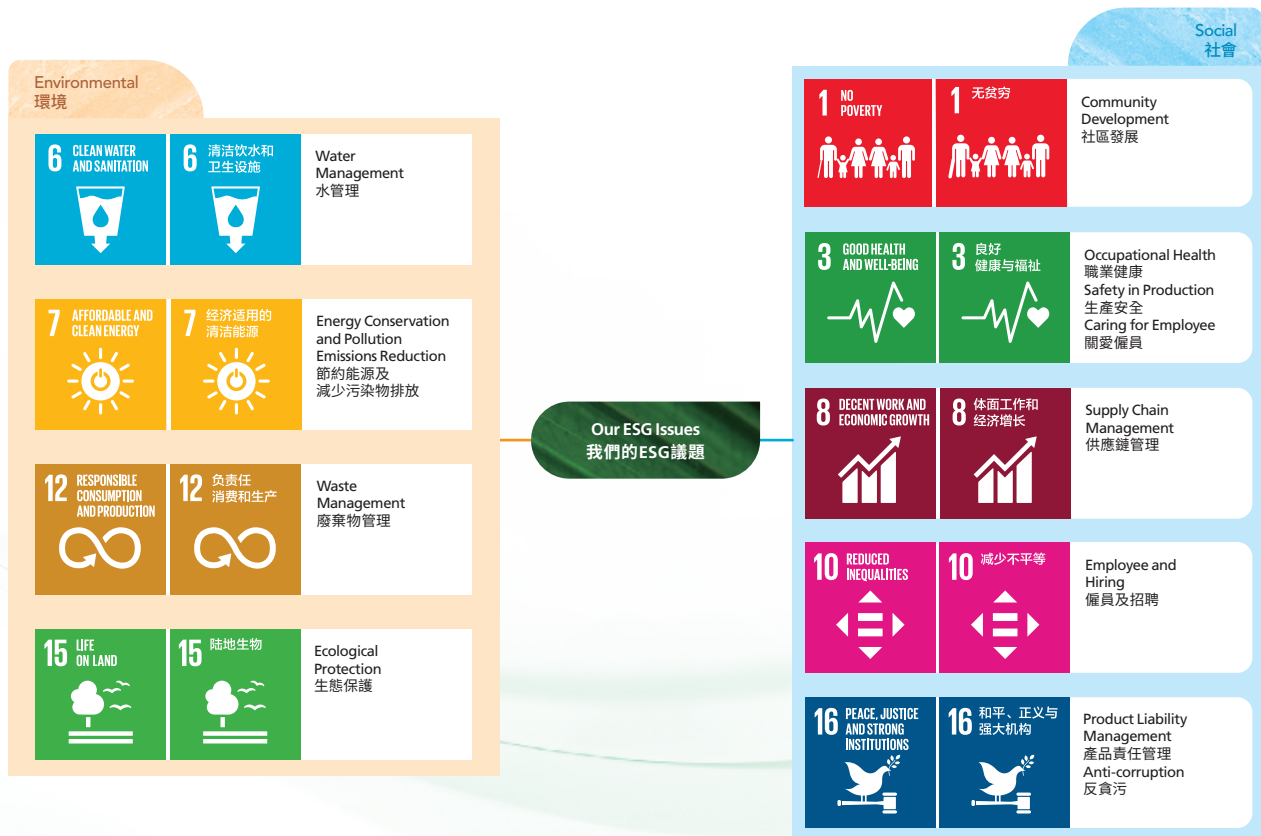 Environmental
環境
6 CLEAN WATER
AND SANITATION
6 清洁饮水和
卫生设施
Water
Management
水管理
7 AFFORDABLE AND
CLEAN ENERGY
7 经济适用的
清洁能源
Energy Conservation
and Pollution
Emissions Reduction
節約能源及
減少污染物排放
12 RESPONSIBLE
CONSUMPTION
AND PRODUCTION
12 负责任
消费和生产
Waste
Management
廢棄物管理
15 LIFE
ON LAND
15 陆地生物
Ecological
Protection
生態保護
Our ESG Issues
我們的ESG議題
Social
社會
1 NO
POVERTY
1 无贫穷
Community
Development
社區發展
3 GOOD HEALTH
AND WELL-BEING
3 良好
健康与福祉
Occupational Health
職業健康
Safety in Production
生產安全
Caring for Employee
關愛僱員
8 DECENT WORK AND
ECONOMIC GROWTH
8 体面工作和
经济增长
Supply Chain
Management
供應鏈管理
10 REDUCED
INEQUALITIES
10 减少不平等
Employee and
Hiring
僱員及招聘
16 PEACE, JUSTICE
AND STRONG
INSTITUTIONS
16 和平、正义与
强大机构
Product Liability
Management
產品責任管理
Anti-corruption
反貪污